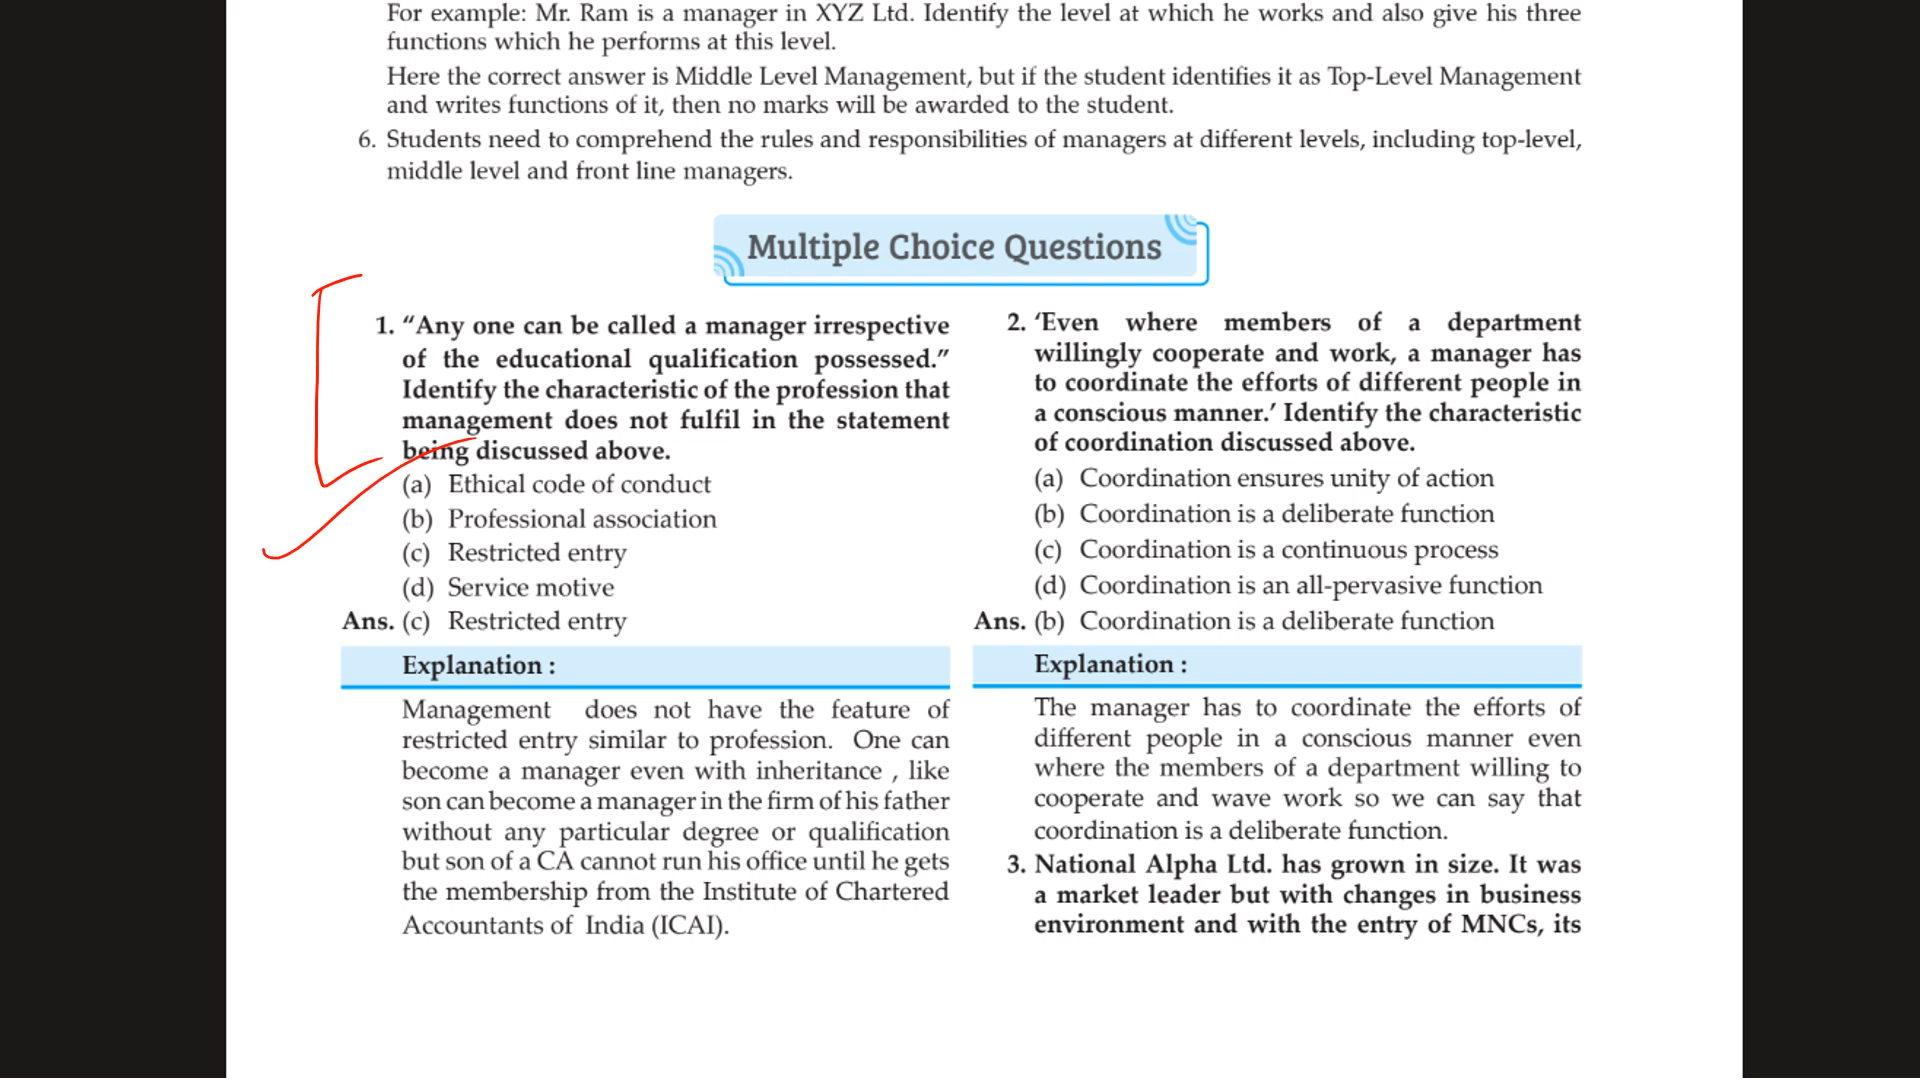 For example: Mr. Ram is a manager in XYZ Ltd. Identify the level at which he works and also give his three
functions which he performs at this level.
Here the correct answer is Middle Level Management, but if the student identifies it as Top-Level Management
and writes functions of it, then no marks will be awarded to the student.
6. Students need to comprehend the rules and responsibilities of managers at different levels, including top-level,
middle level and front line managers.
Multiple Choice Questions
1. “Any one can be called a manager irrespective
of the educational qualification possessed.”
Identify the characteristic of the profession that
management does not fulfil in the statement
being discussed above.
(a) Ethical code of conduct
(b) Professional association
(c) Restricted entry
(d) Service motive
Ans. (c) Restricted entry
Explanation :
Management does not have the feature of
restricted entry similar to profession. One can
become a manager even with inheritance , like
son can become a manager in the firm of his father
without any particular degree or qualification
but son of a CA cannot run his office until he gets
the membership from the Institute of Chartered
Accountants of India (ICAI).
2. ‘Even where members of a department
willingly cooperate and work, a manager has
to coordinate the efforts of different people in
a conscious manner.’ Identify the characteristic
of coordination discussed above.
(a) Coordination ensures unity of action
(b) Coordination is a deliberate function
(c) Coordination is a continuous process
(d) Coordination is an all-pervasive function
Ans. (b) Coordination is a deliberate function
Explanation :
The manager has to coordinate the efforts of
different people in a conscious manner even
where the members of a department willing to
cooperate and wave work so we can say that
coordination is a deliberate function.
3. National Alpha Ltd. has grown in size. It was
a market leader but with changes in business
environment and with the entry of MNCs, its